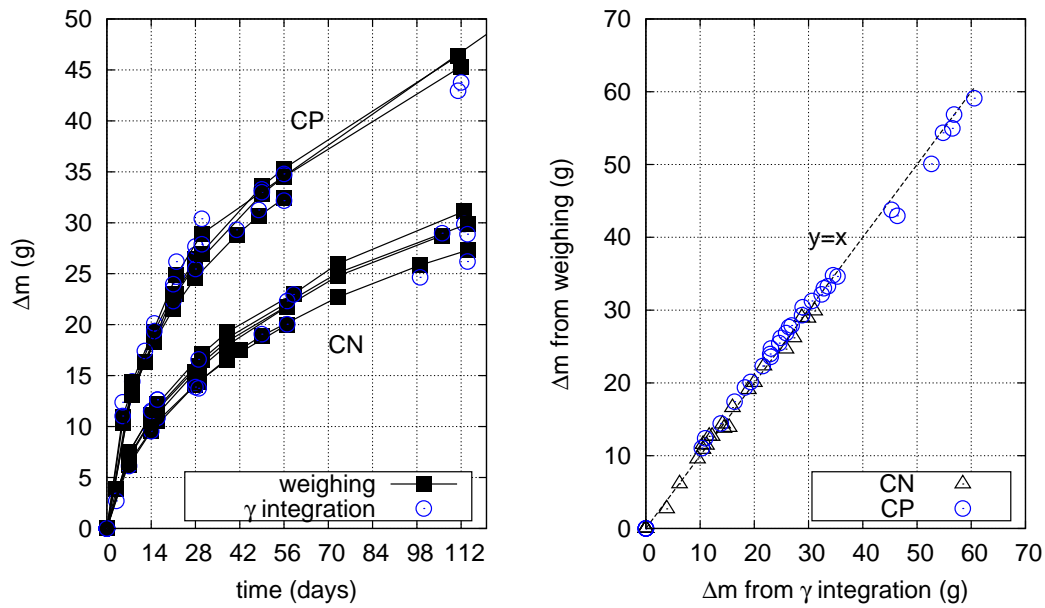 50
45
40
35
30
25
20
15
10
5
0
Δm (g)
CP
CN
weighing
γ integration
0 14 28 42 56 70 84 98 112
time (days)
70
60
50
40
30
20
10
0
Δm from weighing (g)
y=x
CN
CP
0 10 20 30 40 50 60 70
Δm from γ integration (g)